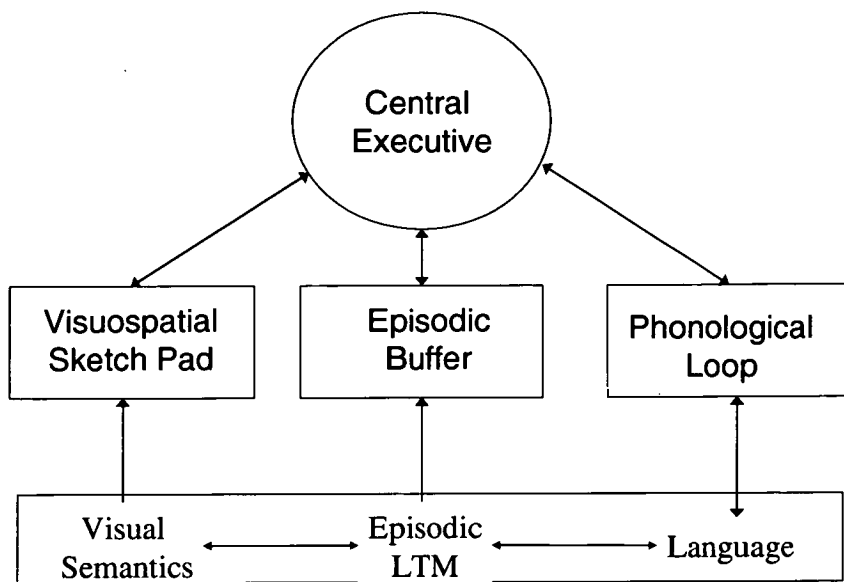 Central
Executive
Visuospatial
Sketch Pad
Episodic
Buffer
Phonological
Loop
Visual
Semantics
Episodic
LTM
Language